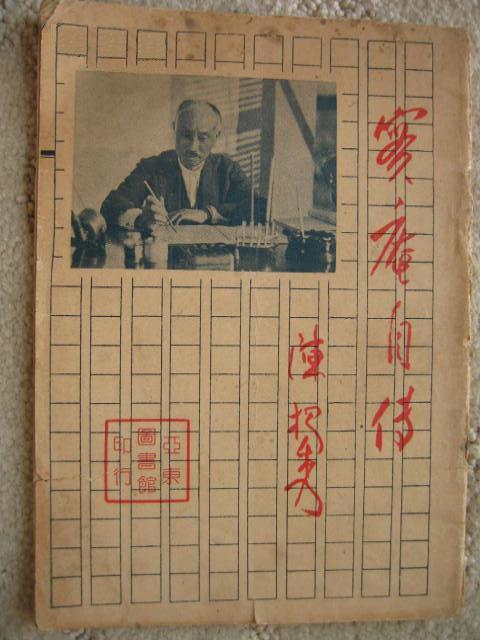 實庵自傳
陳獨秀
亞東
圖書館
印行